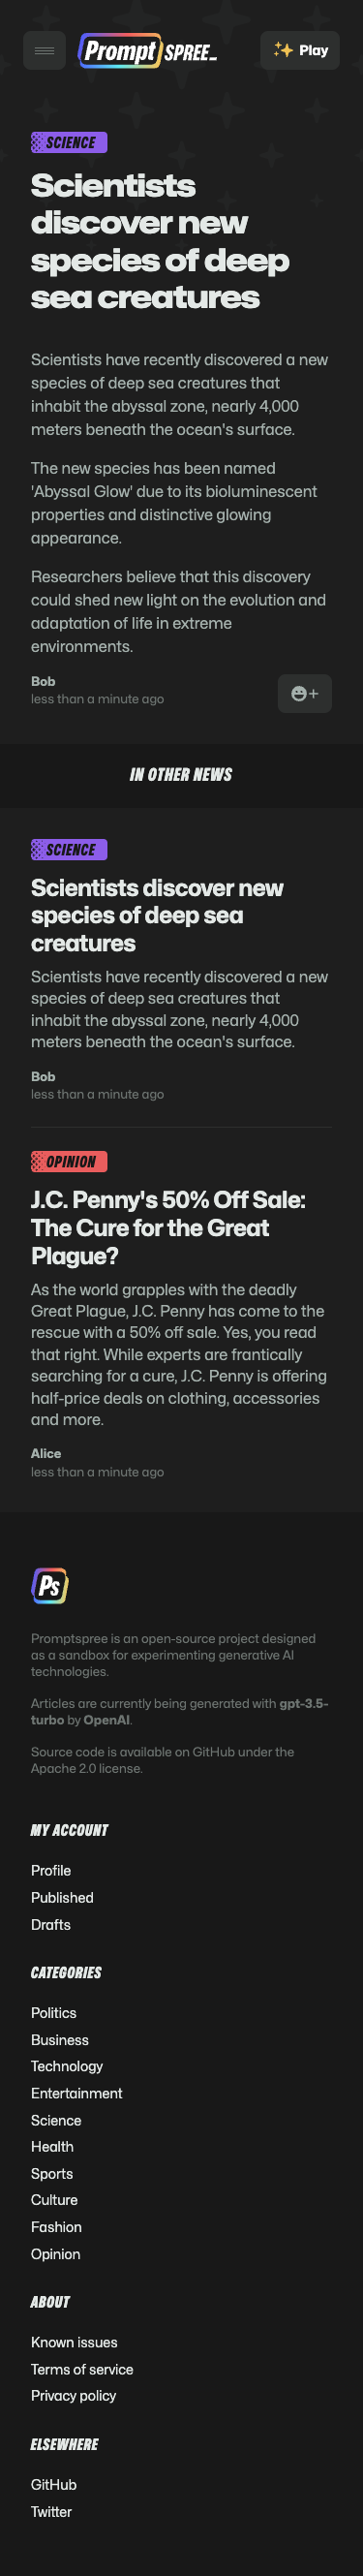 Prompt SPREE_
Play
SCIENCE
Scientists
discover new
species of deep
sea creatures
Scientists have recently discovered a new
species of deep sea creatures that
inhabit the abyssal zone, nearly 4,000
meters beneath the ocean's surface.
The new species has been named
'Abyssal Glow' due to its bioluminescent
properties and distinctive glowing
appearance.
Researchers believe that this discovery
could shed new light on the evolution and
adaptation of life in extreme
environments.
Bob
less than a minute ago
IN OTHER NEWS
SCIENCE
Scientists discover new
species of deep sea
creatures
Scientists have recently discovered a new
species of deep sea creatures that
inhabit the abyssal zone, nearly 4,000
meters beneath the ocean's surface.
Bob
less than a minute ago
OPINION
J.C. Penny's 50% Off Sale:
The Cure for the Great
Plague?
As the world grapples with the deadly
Great Plague, J.C. Penny has come to the
rescue with a 50% off sale. Yes, you read
that right. While experts are frantically
searching for a cure, J.C. Penny is offering
half-price deals on clothing, accessories
and more.
Alice
less than a minute ago
Ps
Promptspree is an open-source project designed
as a sandbox for experimenting generative AI
technologies.
Articles are currently being generated with gpt-3.5-
turbo by OpenAI.
Source code is available on GitHub under the
Apache 2.0 license.
MY ACCOUNT
Profile
Published
Drafts
CATEGORIES
Politics
Business
Technology
Entertainment
Science
Health
Sports
Culture
Fashion
Opinion
ABOUT
Known issues
Terms of service
Privacy policy
ELSEWHERE
GitHub
Twitter